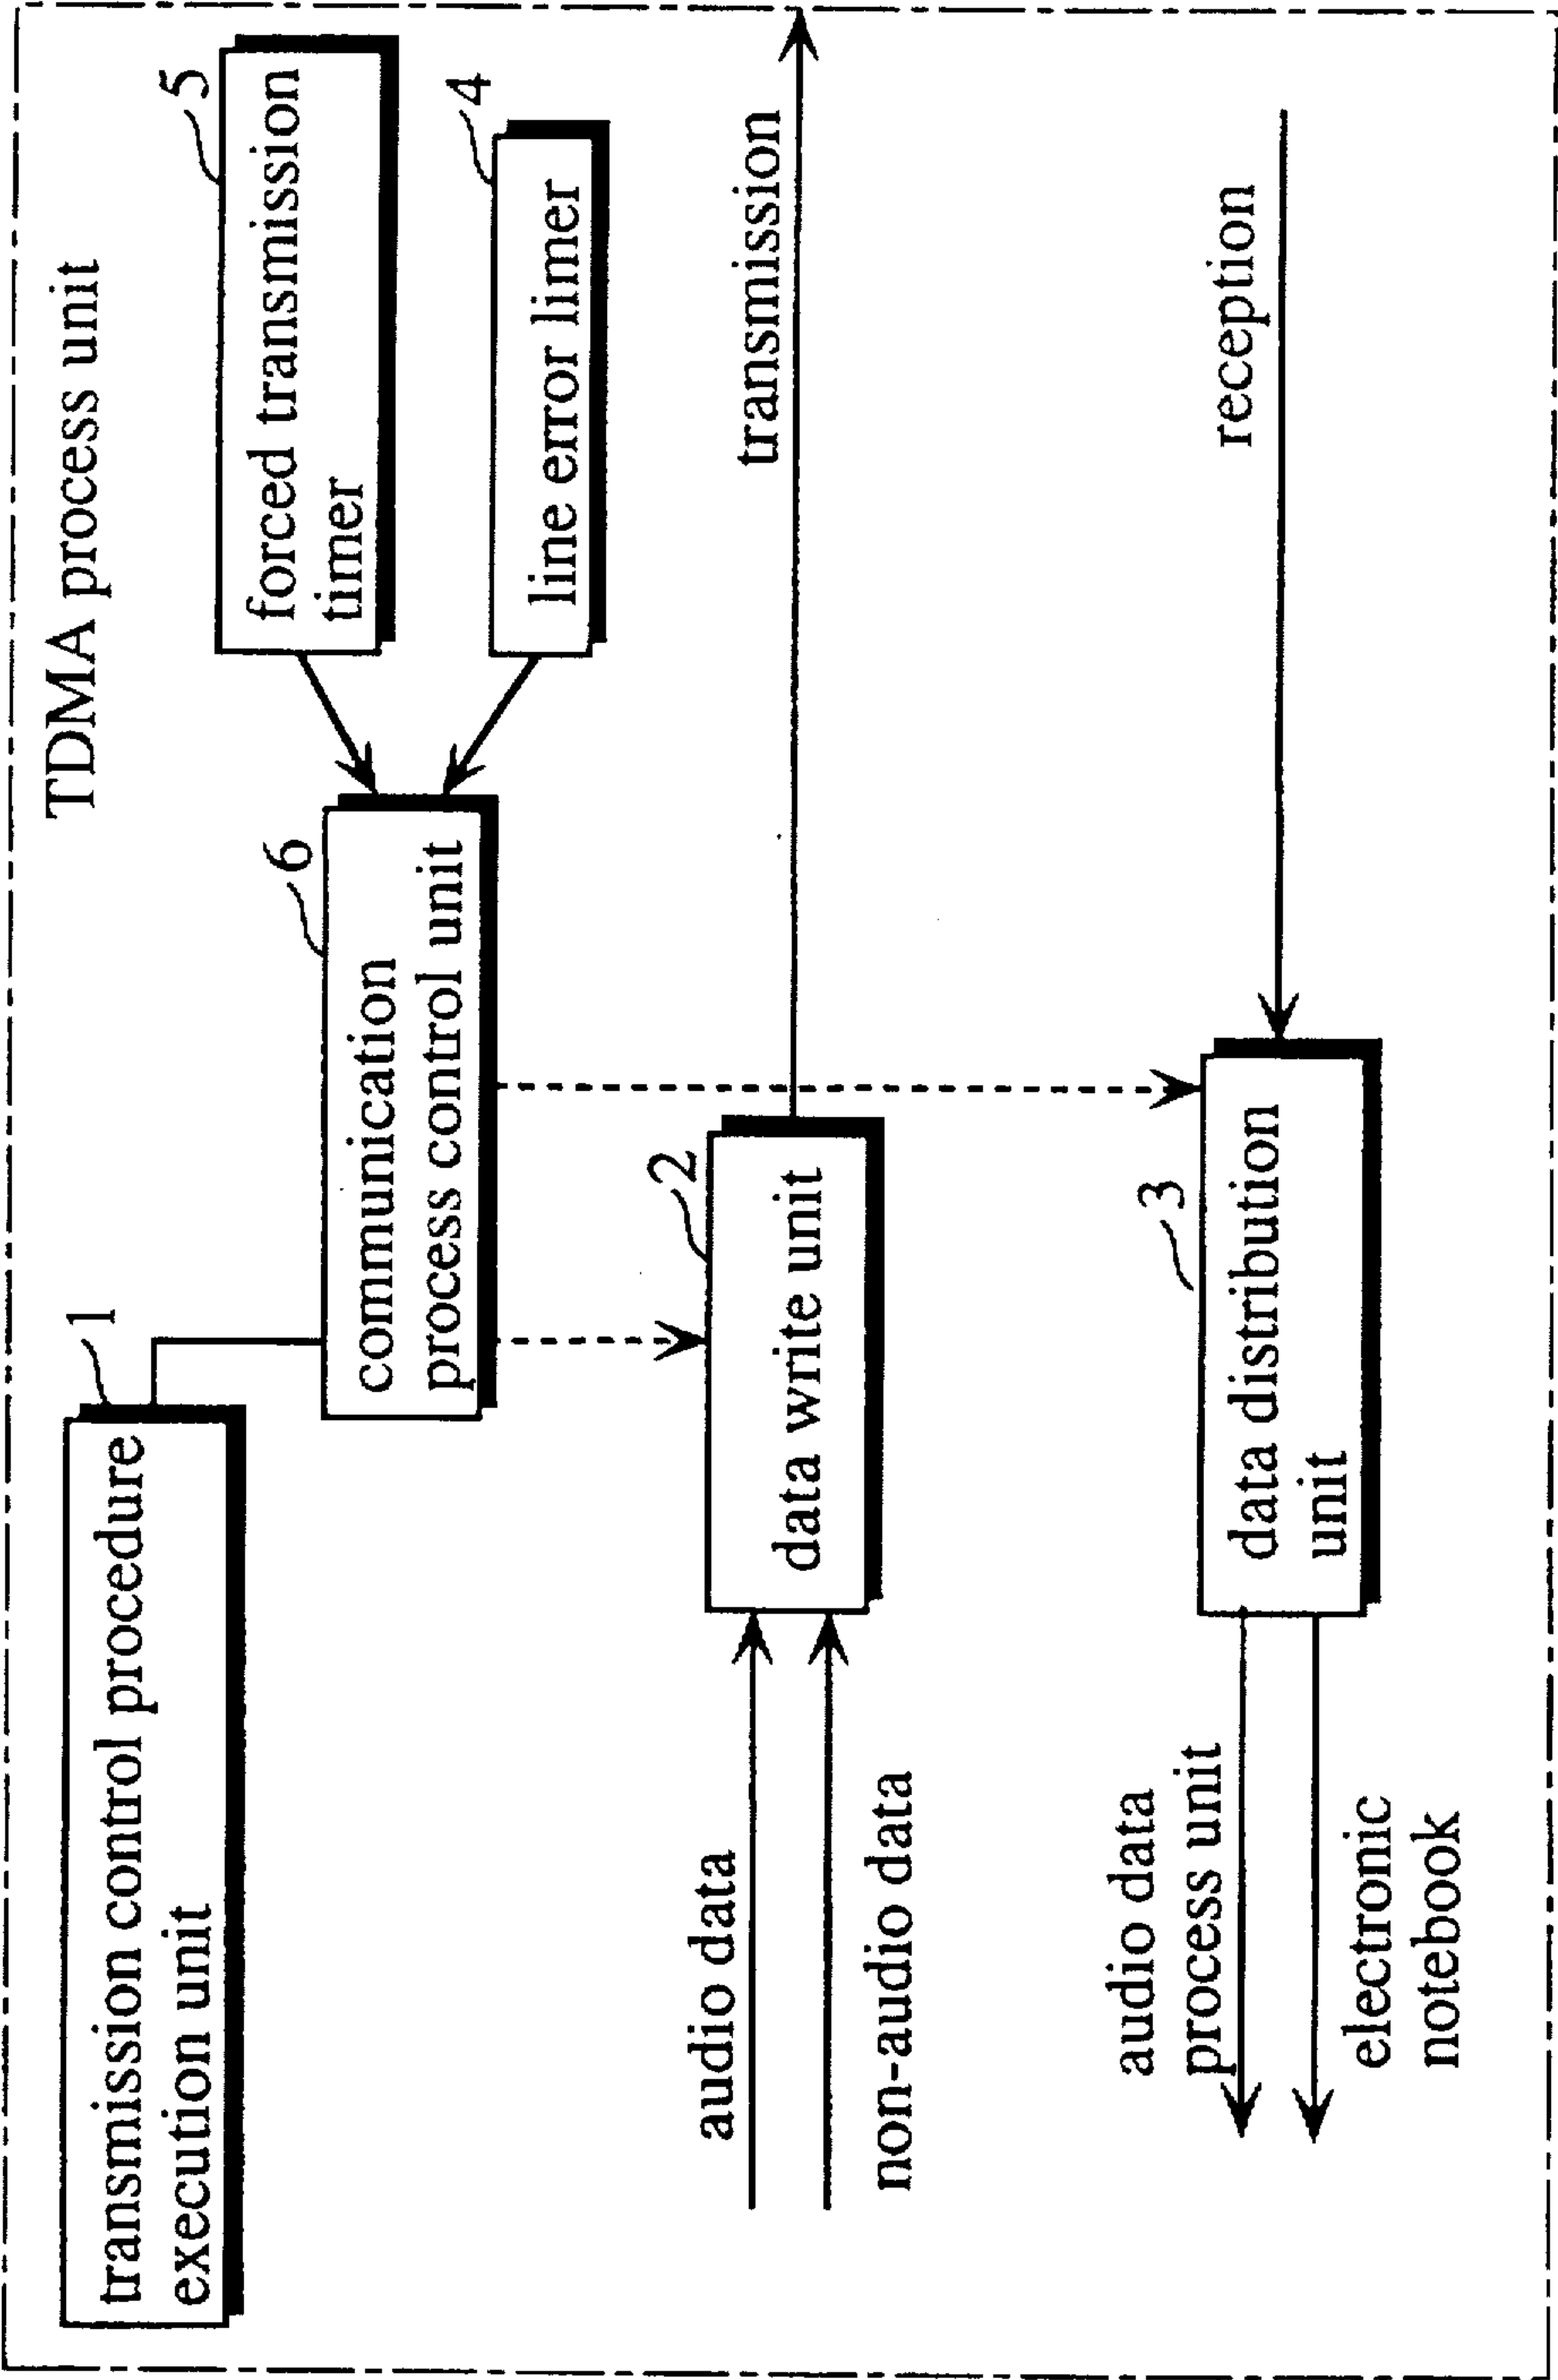 TDMA process unit
1
transmission control procedure
execution unit
5
forced transmission
timer
6
communication
process control unit
4
line error limer
transmission
2
data write unit
audio data
non-audio data
reception
3
data distribution
unit
audio data
process unit
electronic
notebook